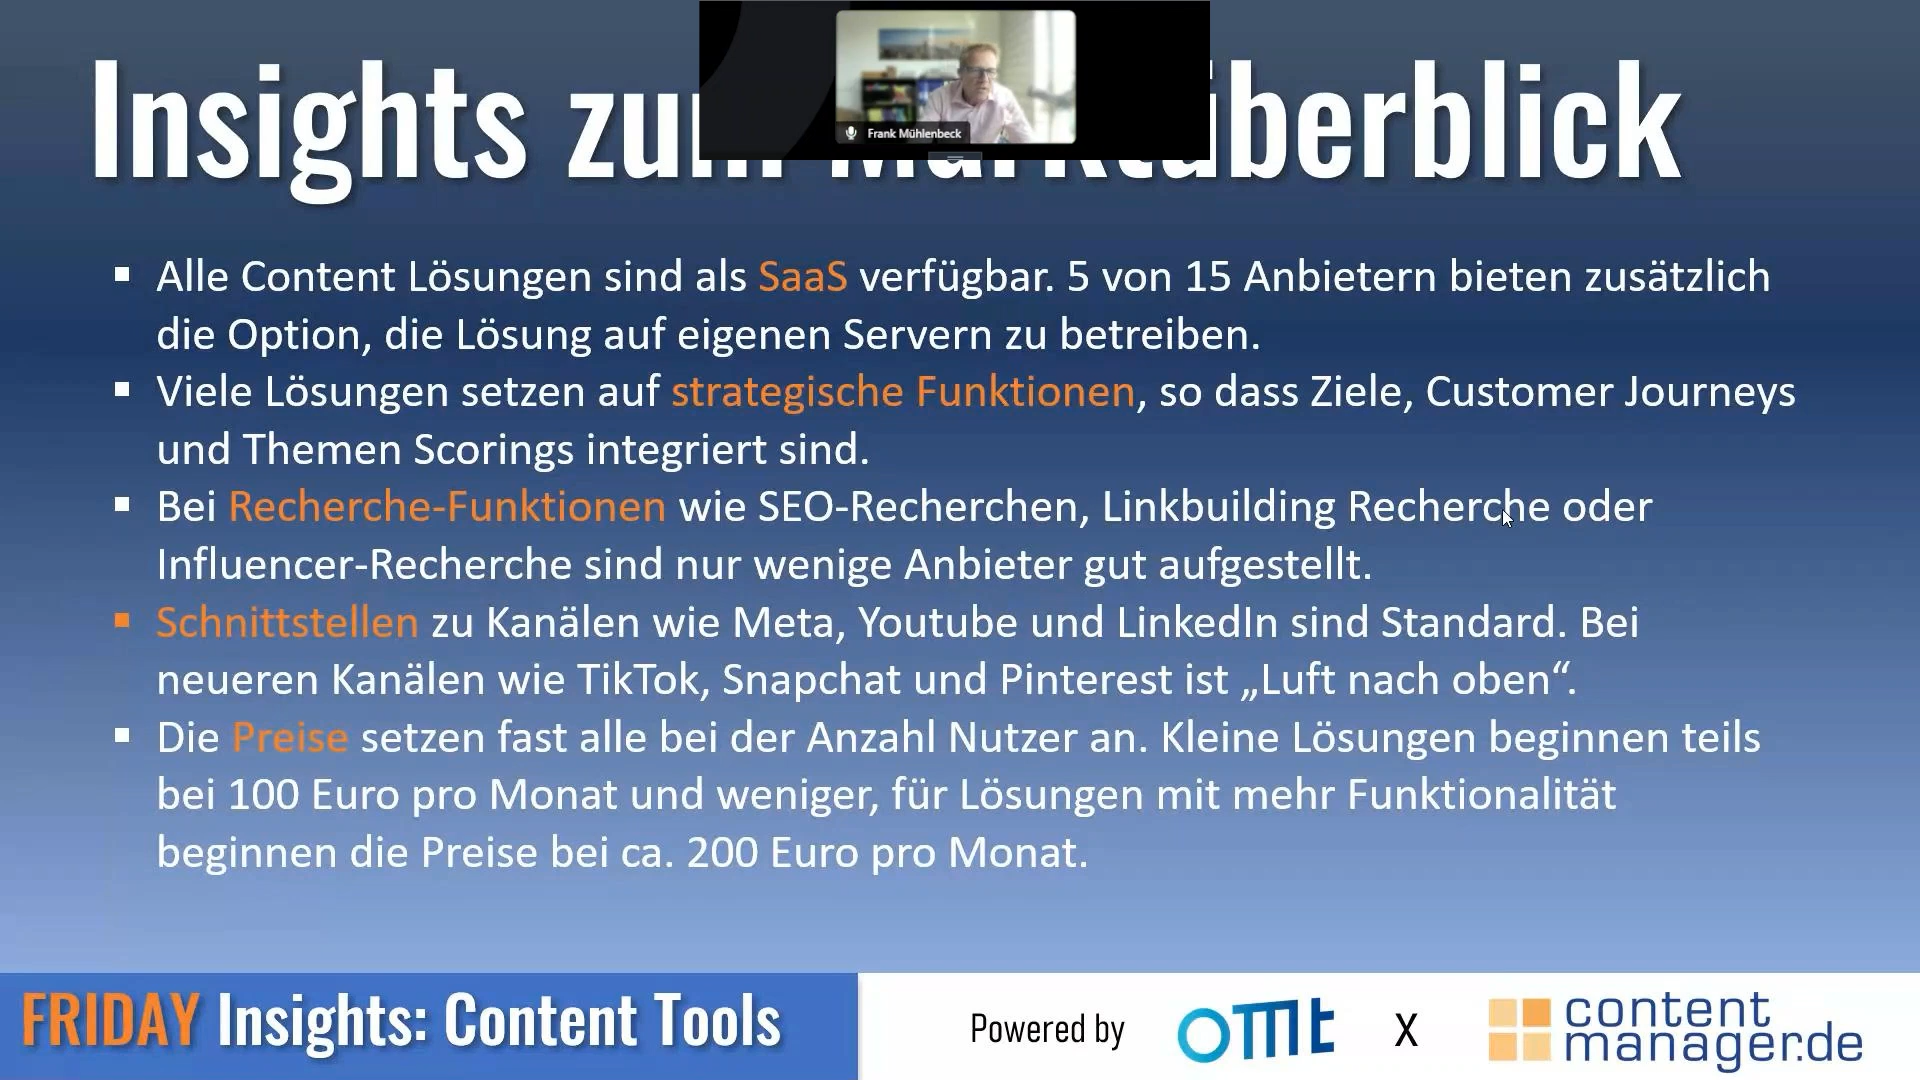 Frank Mühlenbeck
Insights zum Marktüberblick
▪ Alle Content Lösungen sind als SaaS verfügbar. 5 von 15 Anbietern bieten zusätzlich
die Option, die Lösung auf eigenen Servern zu betreiben.
▪ Viele Lösungen setzen auf strategische Funktionen, so dass Ziele, Customer Journeys
und Themen Scorings integriert sind.
▪ Bei Recherche-Funktionen wie SEO-Recherchen, Linkbuilding Recherche oder
Influencer-Recherche sind nur wenige Anbieter gut aufgestellt.
▪ Schnittstellen zu Kanälen wie Meta, Youtube und LinkedIn sind Standard. Bei
neueren Kanälen wie TikTok, Snapchat und Pinterest ist „Luft nach oben“.
▪ Die Preise setzen fast alle bei der Anzahl Nutzer an. Kleine Lösungen beginnen teils
bei 100 Euro pro Monat und weniger, für Lösungen mit mehr Funktionalität
beginnen die Preise bei ca. 200 Euro pro Monat.
FRIDAY Insights: Content Tools
Powered by
omt
X
content
manager.de